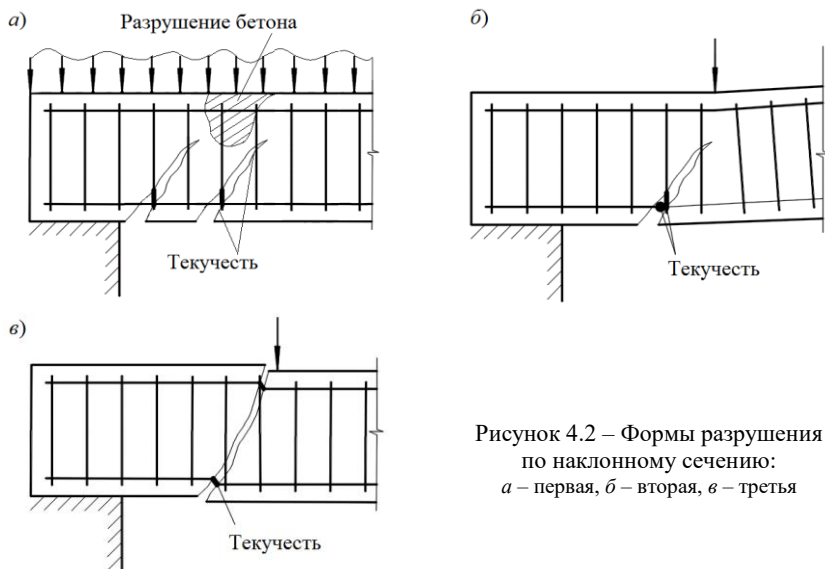 а)
Разрушение бетона
Текучесть
б)
Текучесть
в)
Текучесть
Рисунок 4.2 – Формы разрушения
по наклонному сечению:
а – первая, б – вторая, в – третья